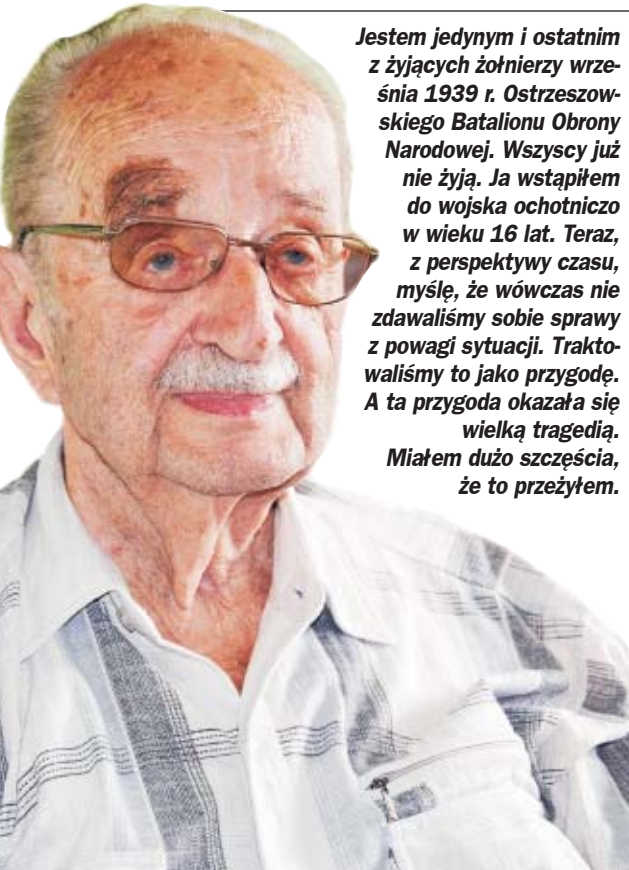 Jestem jedynym i ostatnim
z żyjących żołnierzy wrze-
śnia 1939 r. Ostrzeszow-
skiego Batalionu Obrony
Narodowej. Wszyscy już
nie żyją. Ja wstąpiłem
do wojska ochotniczo
w wieku 16 lat. Teraz,
z perspektywy czasu,
myślę, że wówczas nie
zdawaliśmy sobie sprawy
z powagi sytuacji. Trakto-
waliśmy to jako przygodę.
A ta przygoda okazała się
wielką tragedią.
Miałem dużo szczęścia,
że to przeżyłem.